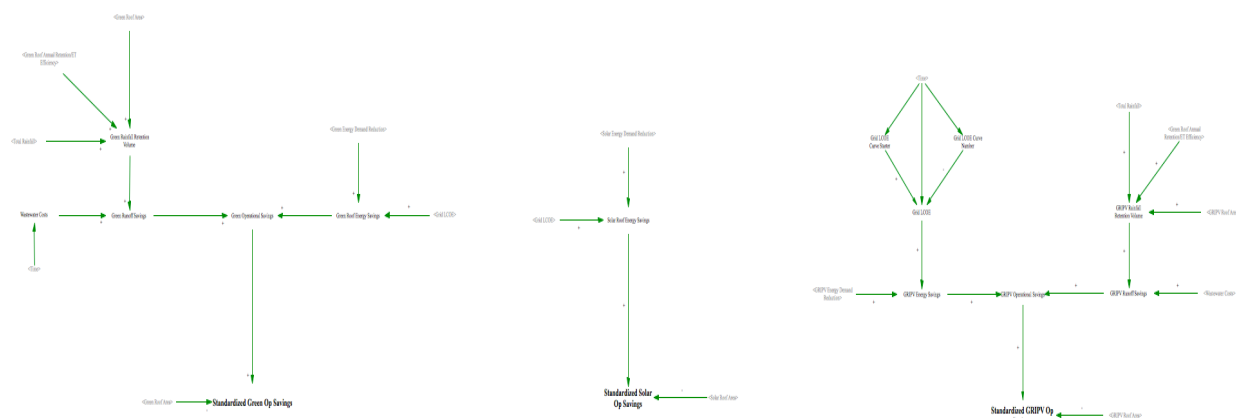 <Green Roof Area>
<Green Roof Annual Retention/ET
Efficiency>
<Total Rainfall>
Green Rainfall Retention
Volume
<Green Energy Demand Reduction>
Wastewater Costs
Green Runoff Savings
Green Operational Savings
Green Roof Energy Savings
<Grid LCOE>
<Time>
<Green Roof Area>
Standardized Green Op Savings
<Solar Energy Demand Reduction>
<Grid LCOE>
Solar Roof Energy Savings
Standardized Solar
Op Savings
<Solar Roof Area>
<Time>
Grid LCOE
Curve Starter
Grid LCOE Curve
Number
<Total Rainfall>
<Green Roof Annual
Retention/ET Efficiency>
Grid LCOE
GRIPV Rainfall
Retention Volume
<GRIPV Roof Are
<GRIPV Energy Demand
Reduction>
GRIPV Energy Savings
GRIPV Operational Savings
GRIPV Runoff Savings
<Wastewater Costs>
Standardized GRIPV Op
<GRIPV Roof Area>